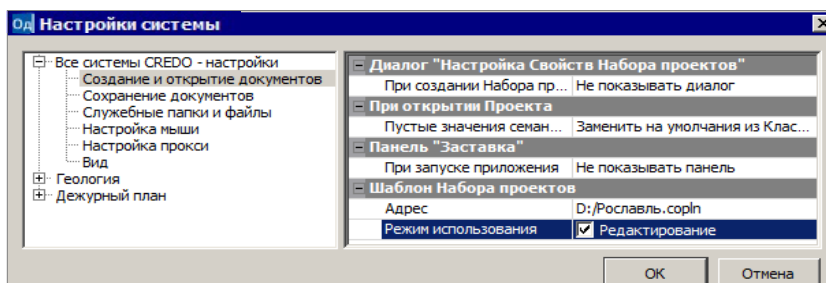 Од Настройки системы
Все системы CREDO - настройки
Создание и открытие документов
Сохранение документов
Служебные папки и файлы
Настройка мыши
Настройка прокси
Вид
Геология
Дежурный план
Диалог "Настройка Свойств Набора проектов"
При создании Набора пр... Не показывать диалог
При открытии Проекта
Пустые значения семан... Заменить на умолчания из Клас...
Панель "Заставка"
При запуске приложения Не показывать панель
Шаблон Набора проектов
Адрес D:/Рославль.copln
Режим использования Редактирование
ОК Отмена